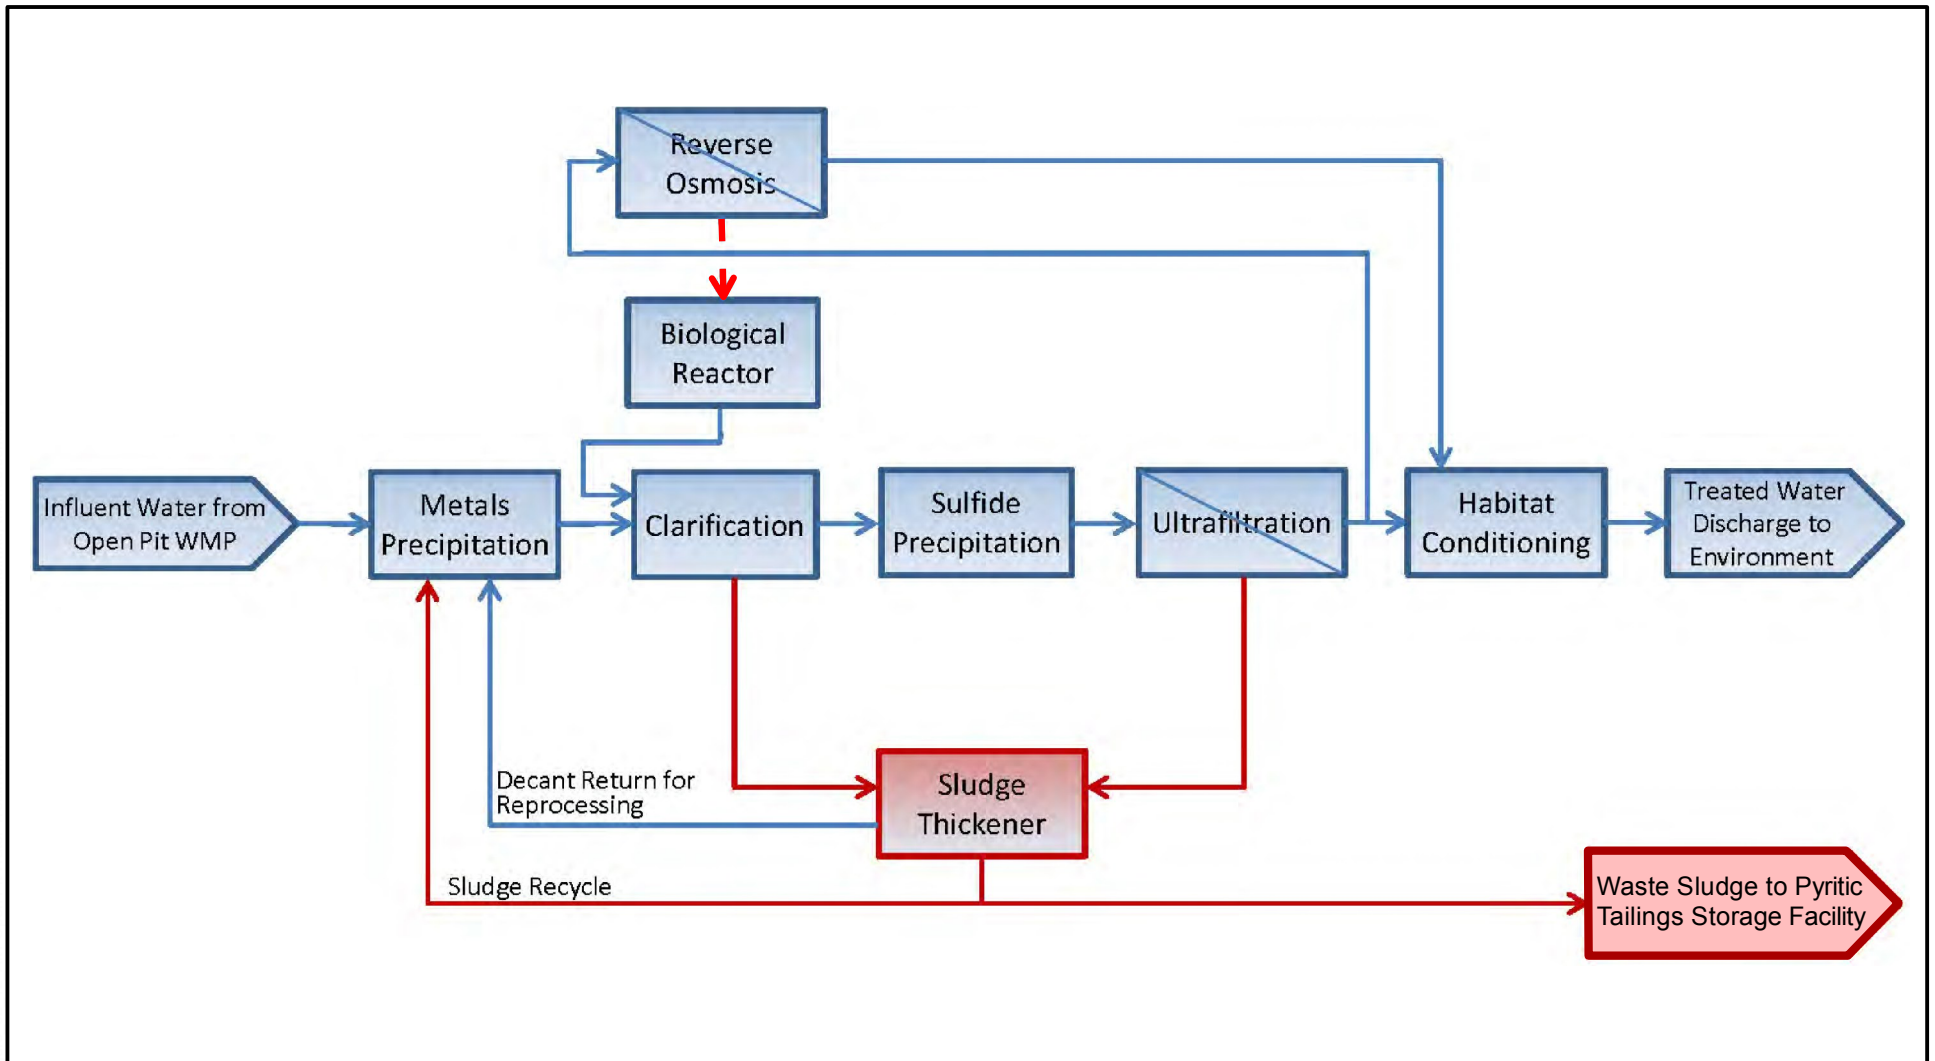 Reverse
Osmosis
Biological
Reactor
Influent Water from
Open Pit WMP
Metals
Precipitation
Clarification
Sulfide
Precipitation
Ultrafiltration
Habitat
Conditioning
Treated Water
Discharge to
Environment
Decant Return for
Reprocessing
Sludge
Thickener
Sludge Recycle
Waste Sludge to Pyritic
Tailings Storage Facility